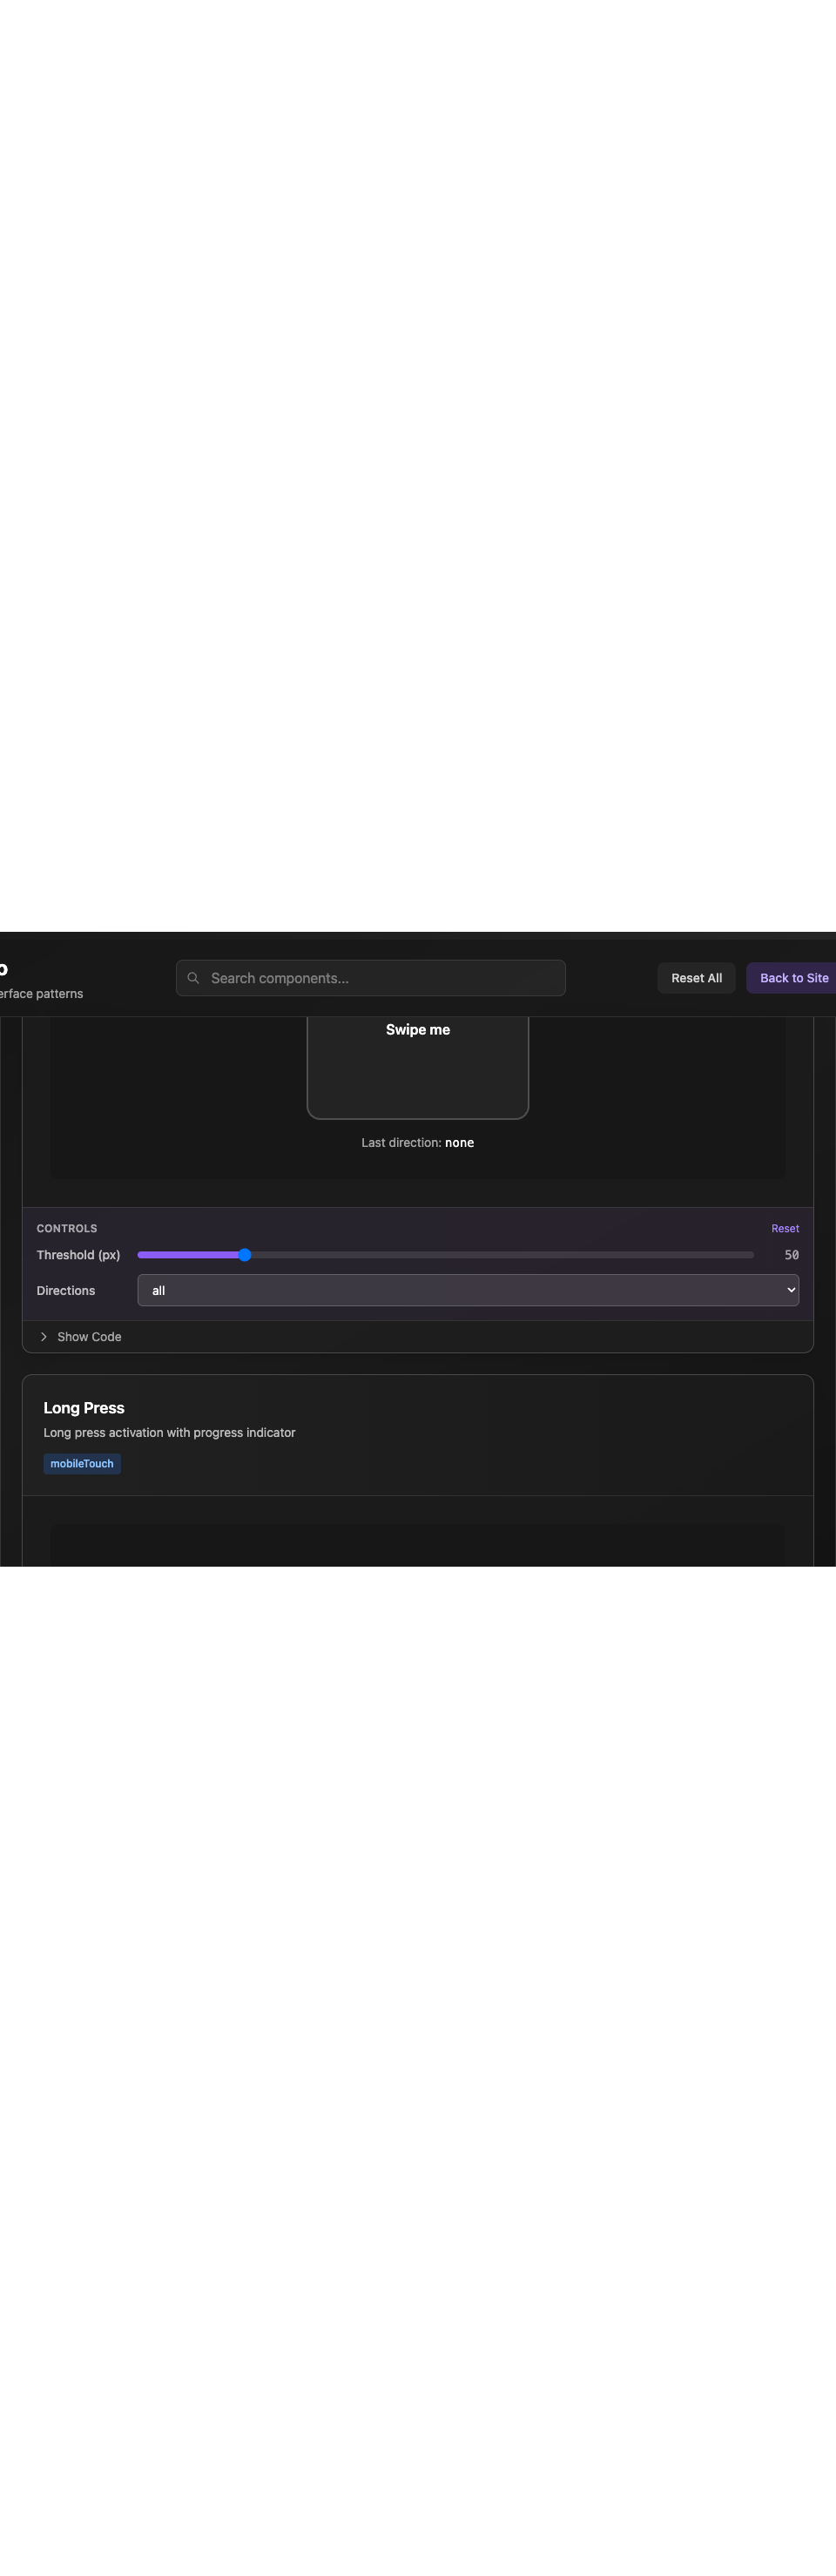 erface patterns
Search components...
Reset All
Back to Site
Swipe me
Last direction: none
CONTROLS
Reset
Threshold (px)
50
Directions
all
Show Code
Long Press
Long press activation with progress indicator
mobileTouch